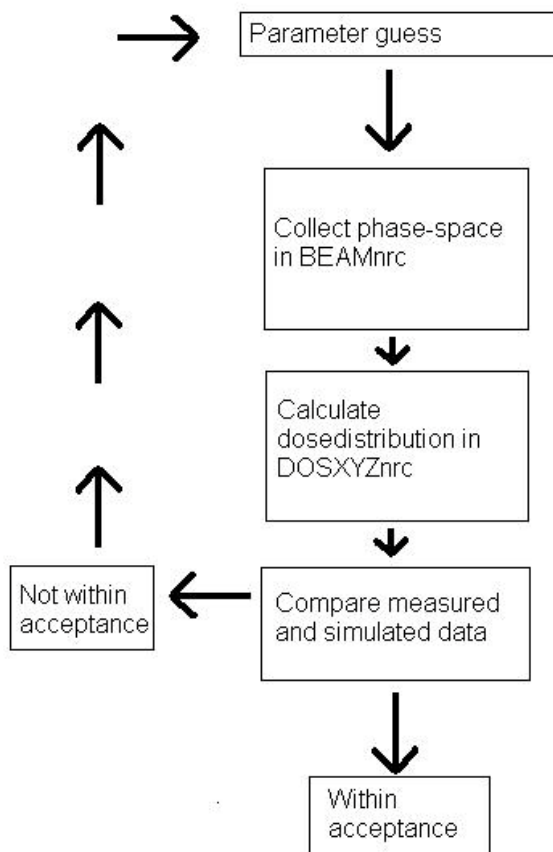 Parameter guess
Collect phase-space
in BEAMnrc
Calculate
dosedistribution in
DOSXYZnrc
Compare measured
and simulated data
Not within
acceptance
Within
acceptance